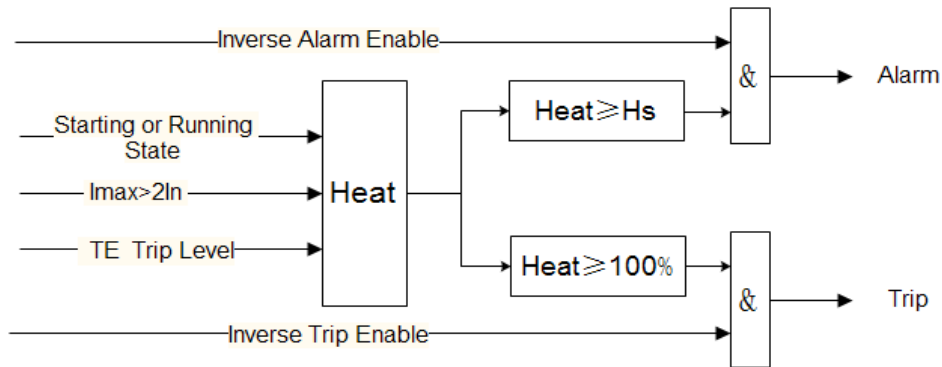 Inverse Alarm Enable
&
Alarm
Starting or Running
State
Heat≥Hs
Imax>2In
Heat
TE Trip Level
Heat≥100%
&
Trip
Inverse Trip Enable